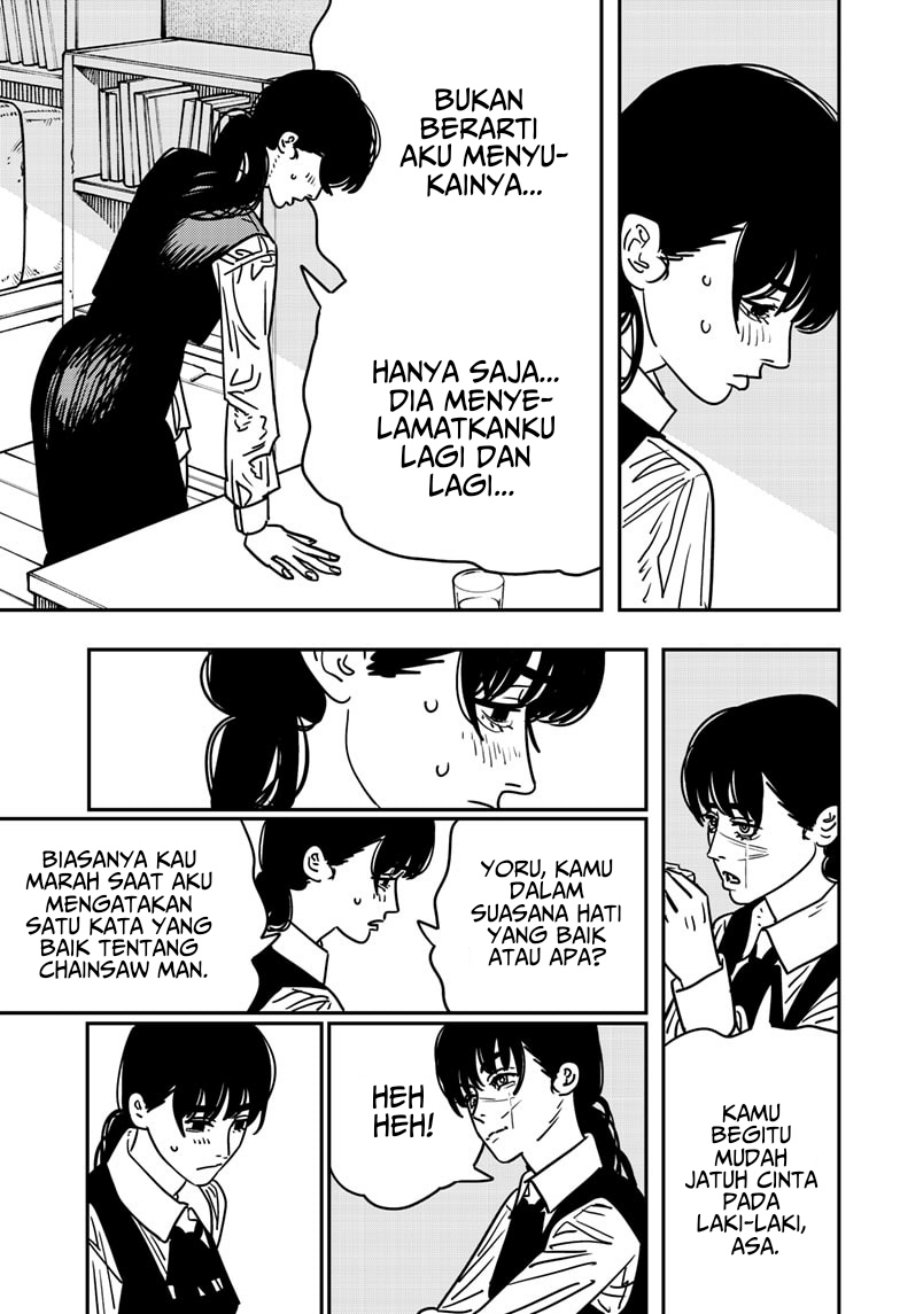 BUKAN
BERARTI
AKU MENYU-
KAINYA...
HANYA SAJA...
DIA MENYE-
LAMATKANKU
LAGI DAN
LAGI...
KAMU
BEGITU
MUDAH
JATUH CINTA
PADA
LAKI-LAKI,
ASA.
YORU, KAMU
DALAM
SUASANA HATI
YANG BAIK
ATAU APA?
BIASANYA KAU
MARAH SAAT AKU
MENGATAKAN
SATU KATA YANG
BAIK TENTANG
CHAINSAW MAN.
HEH
HEH!